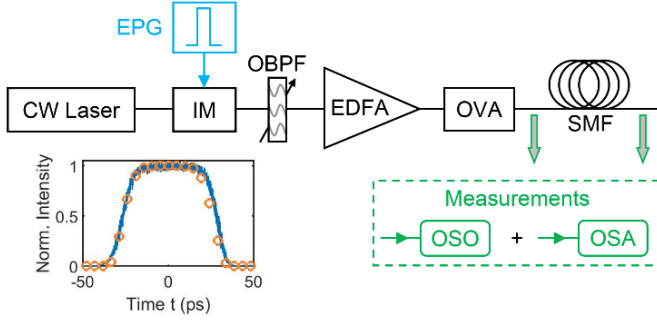 EPG
OBPF
CW Laser
IM
EDFA
OVA
SMF
Norm. Intensity
1
0.5
0
-50
0
50
Time t (ps)
Measurements
OSO
+
OSA